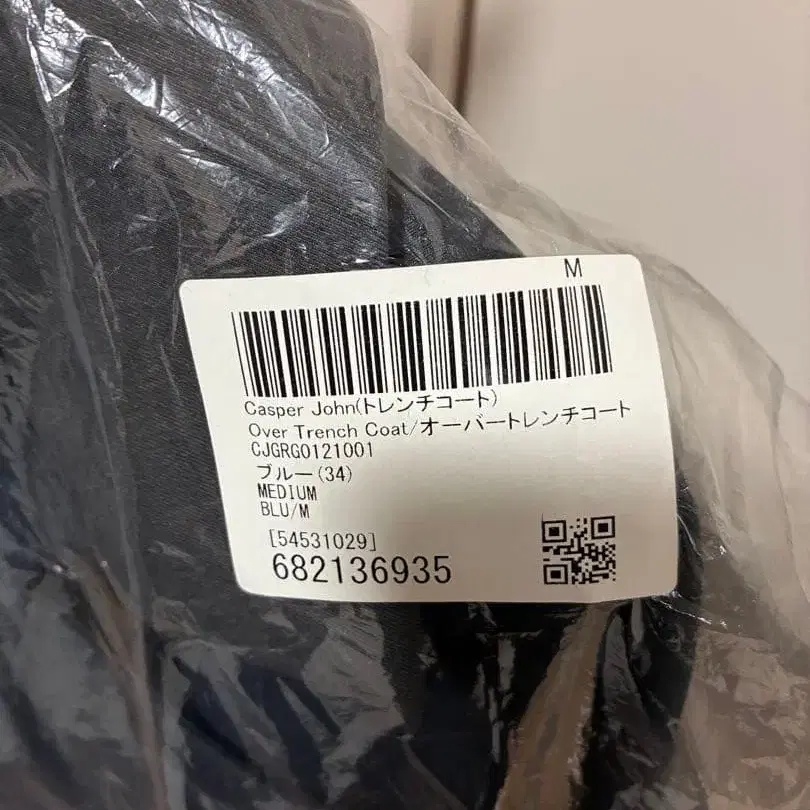 M
Casper John(トレンチコート)
Over Trench Coat/オーバートレンチコート
CJGRG0121001
ブルー(34)
MEDIUM
BLU/M
[54531029]
682136935